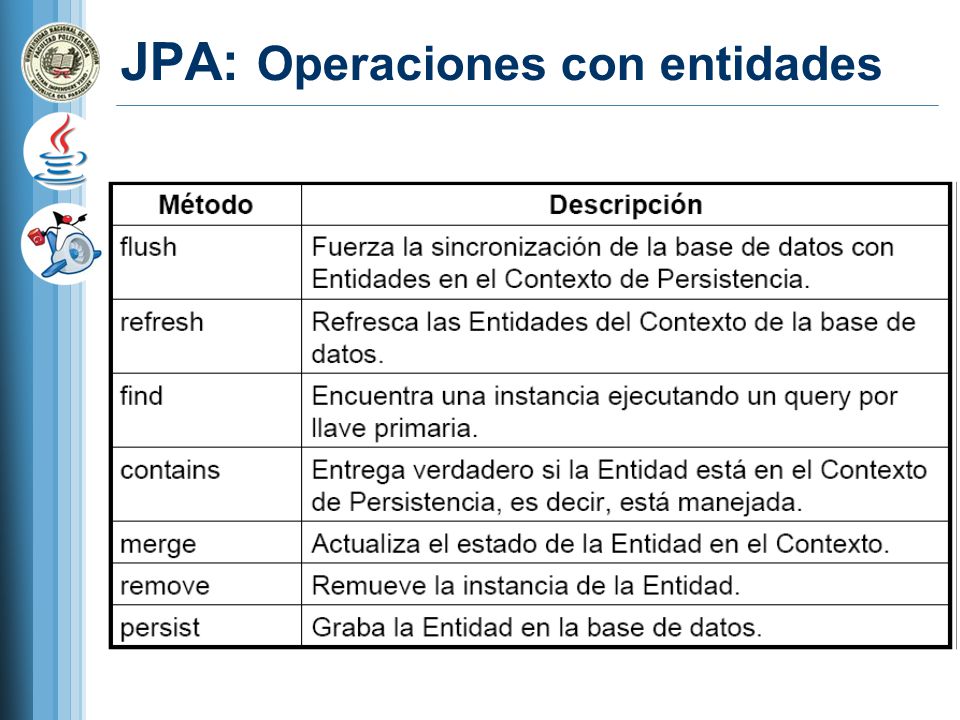 JPA: Operaciones con entidades
Método Descripción
flush Fuerza la sincronización de la base de datos con
Entidades en el Contexto de Persistencia.
refresh Refresca las Entidades del Contexto de la base de
datos.
find Encuentra una instancia ejecutando un query por
llave primaria.
contains Entrega verdadero si la Entidad está en el Contexto
de Persistencia, es decir, está manejada.
merge Actualiza el estado de la Entidad en el Contexto.
remove Remueve la instancia de la Entidad.
persist Graba la Entidad en la base de datos.